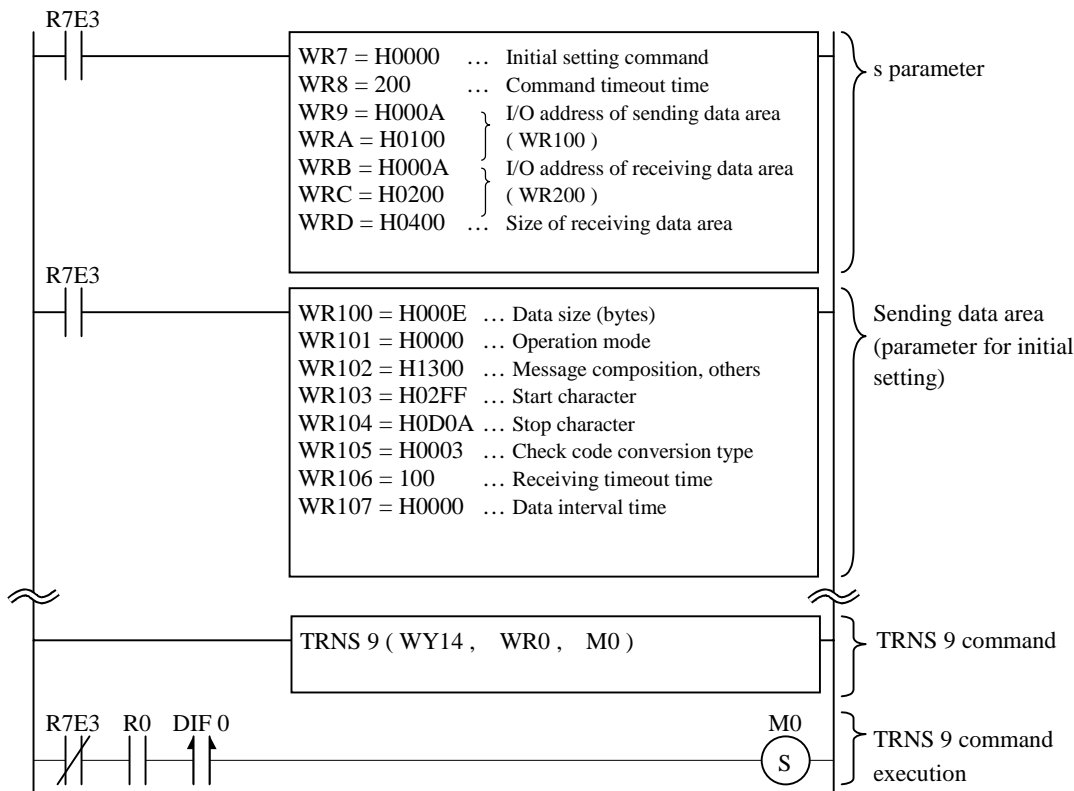 R7E3
WR7 = H0000 … Initial setting command
WR8 = 200 … Command timeout time
WR9 = H000A I/O address of sending data area
WRA = H0100 ( WR100 )
WRB = H000A I/O address of receiving data area
WRC = H0200 ( WR200 )
WRD = H0400 … Size of receiving data area
s parameter
R7E3
WR100 = H000E … Data size (bytes)
WR101 = H0000 … Operation mode
WR102 = H1300 … Message composition, others
WR103 = H02FF … Start character
WR104 = H0D0A … Stop character
WR105 = H0003 … Check code conversion type
WR106 = 100 … Receiving timeout time
WR107 = H0000 … Data interval time
Sending data area
(parameter for initial
setting)
TRNS 9 ( WY14 , WR0 , M0 )
TRNS 9 command
R7E3 R0 DIF 0 M0
S
TRNS 9 command
execution